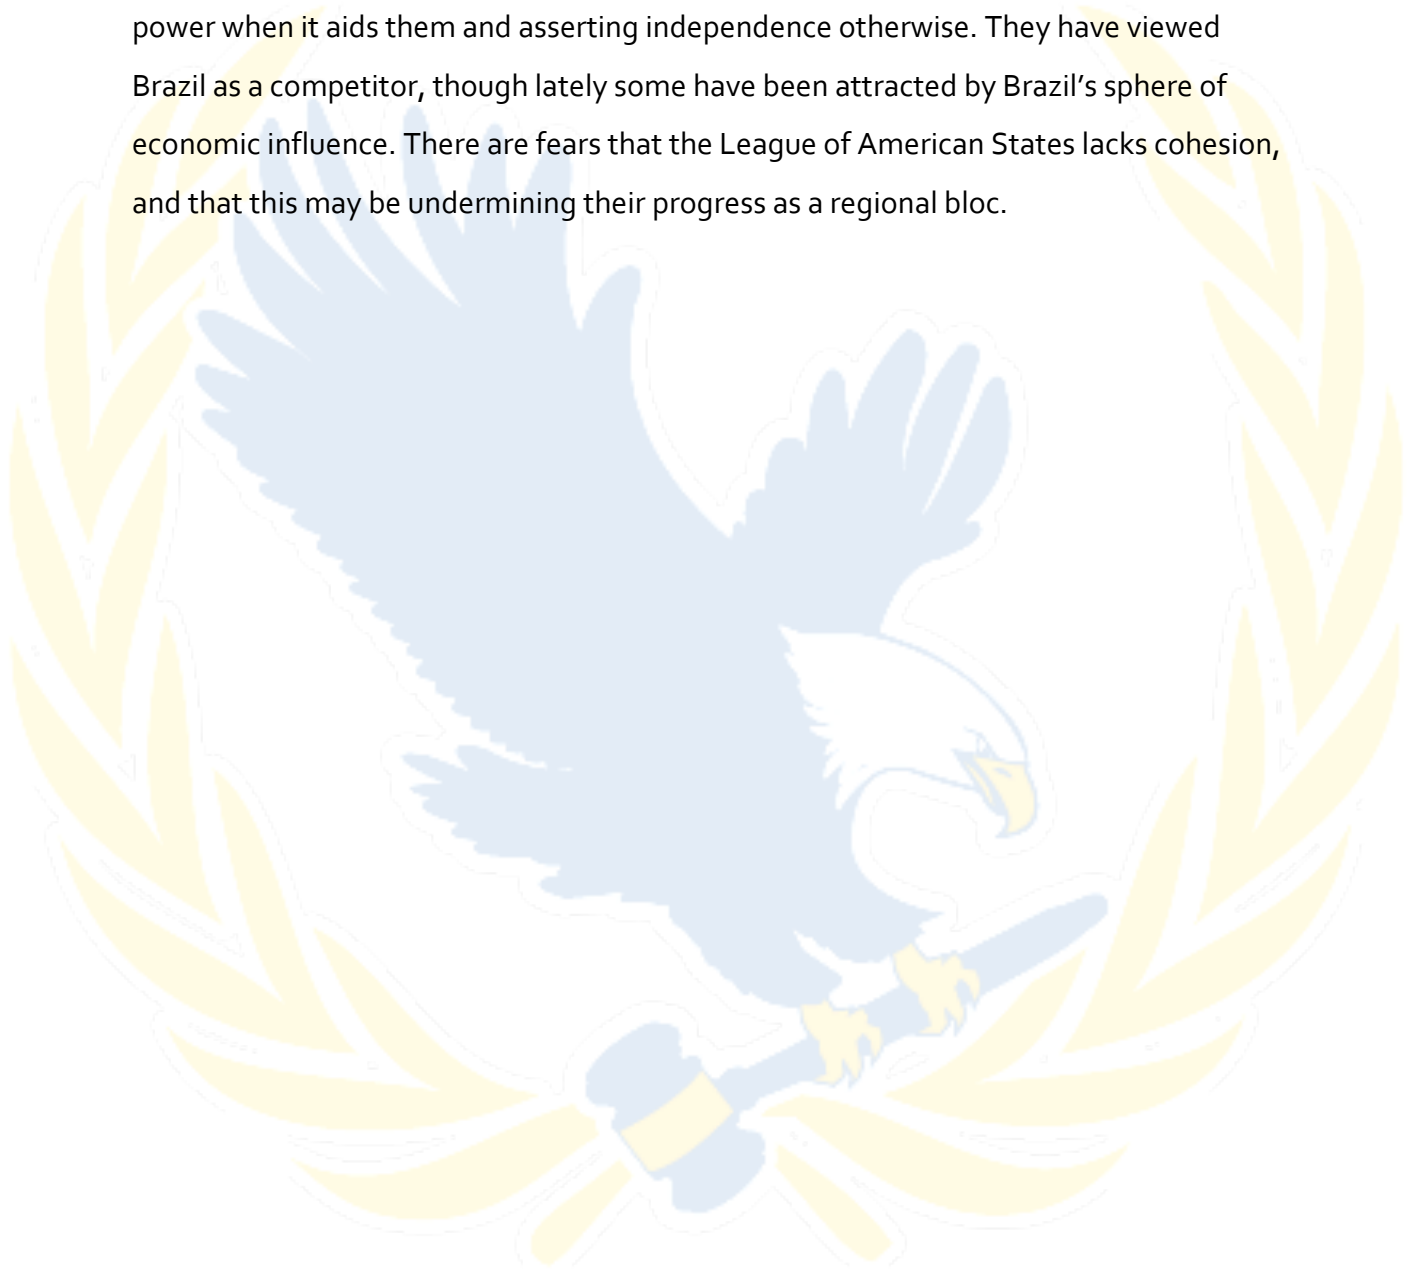 power when it aids them and asserting independence otherwise. They have viewed
Brazil as a competitor, though lately some have been attracted by Brazil’s sphere of
economic influence. There are fears that the League of American States lacks cohesion,
and that this may be undermining their progress as a regional bloc.